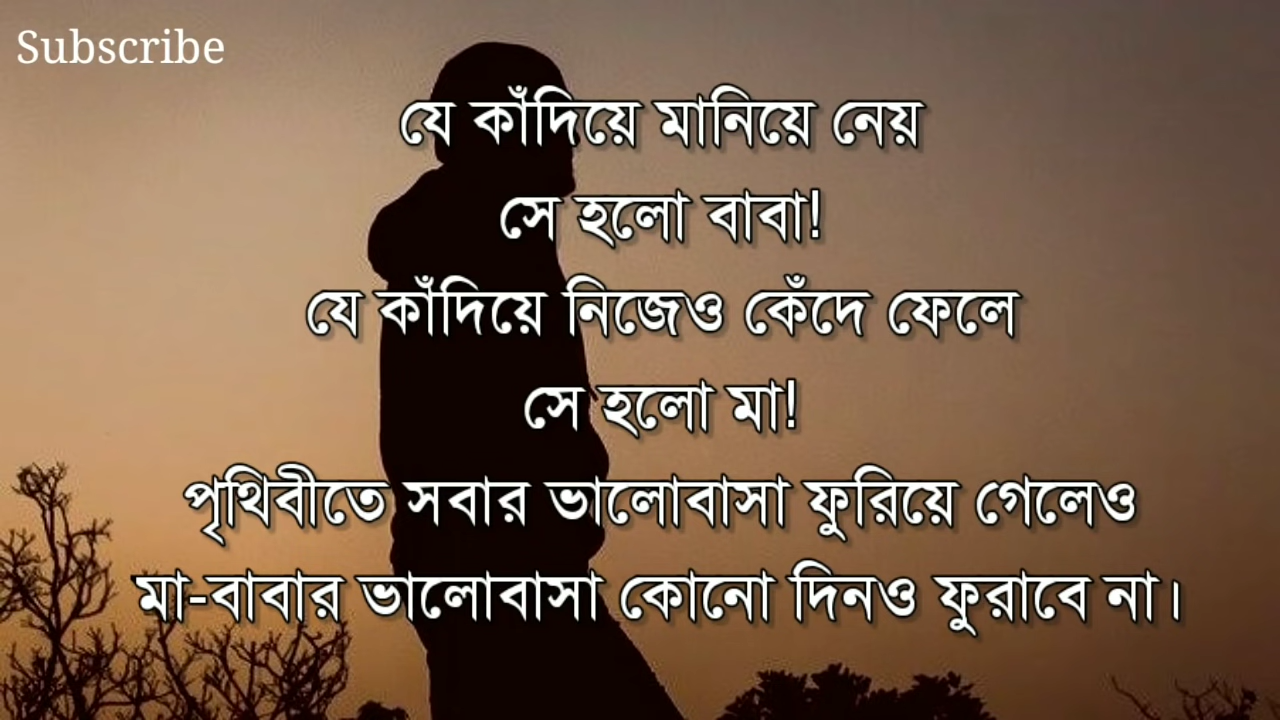 Subscribe
যে কাঁদিয়ে মানিয়ে নেয়
সে হলো বাবা!
যে কাঁদিয়ে নিজেও কেঁদে ফেলে
সে হলো মা!
পৃথিবীতে সবার ভালোবাসা ফুরিয়ে গেলেও
মা-বাবার ভালোবাসা কোনো দিনও ফুরাবে না।